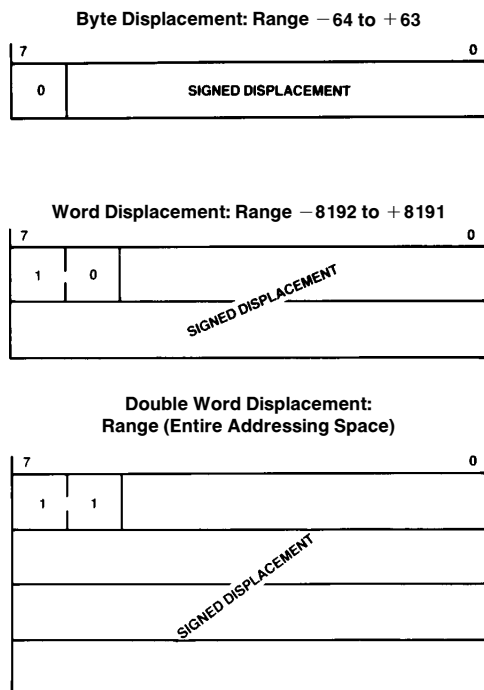 Byte Displacement: Range −64 to +63
7 0
0 SIGNED DISPLACEMENT
Word Displacement: Range −8192 to +8191
7 0
1 0
SIGNED DISPLACEMENT
Double Word Displacement:
Range (Entire Addressing Space)
7 0
1 1
SIGNED DISPLACEMENT